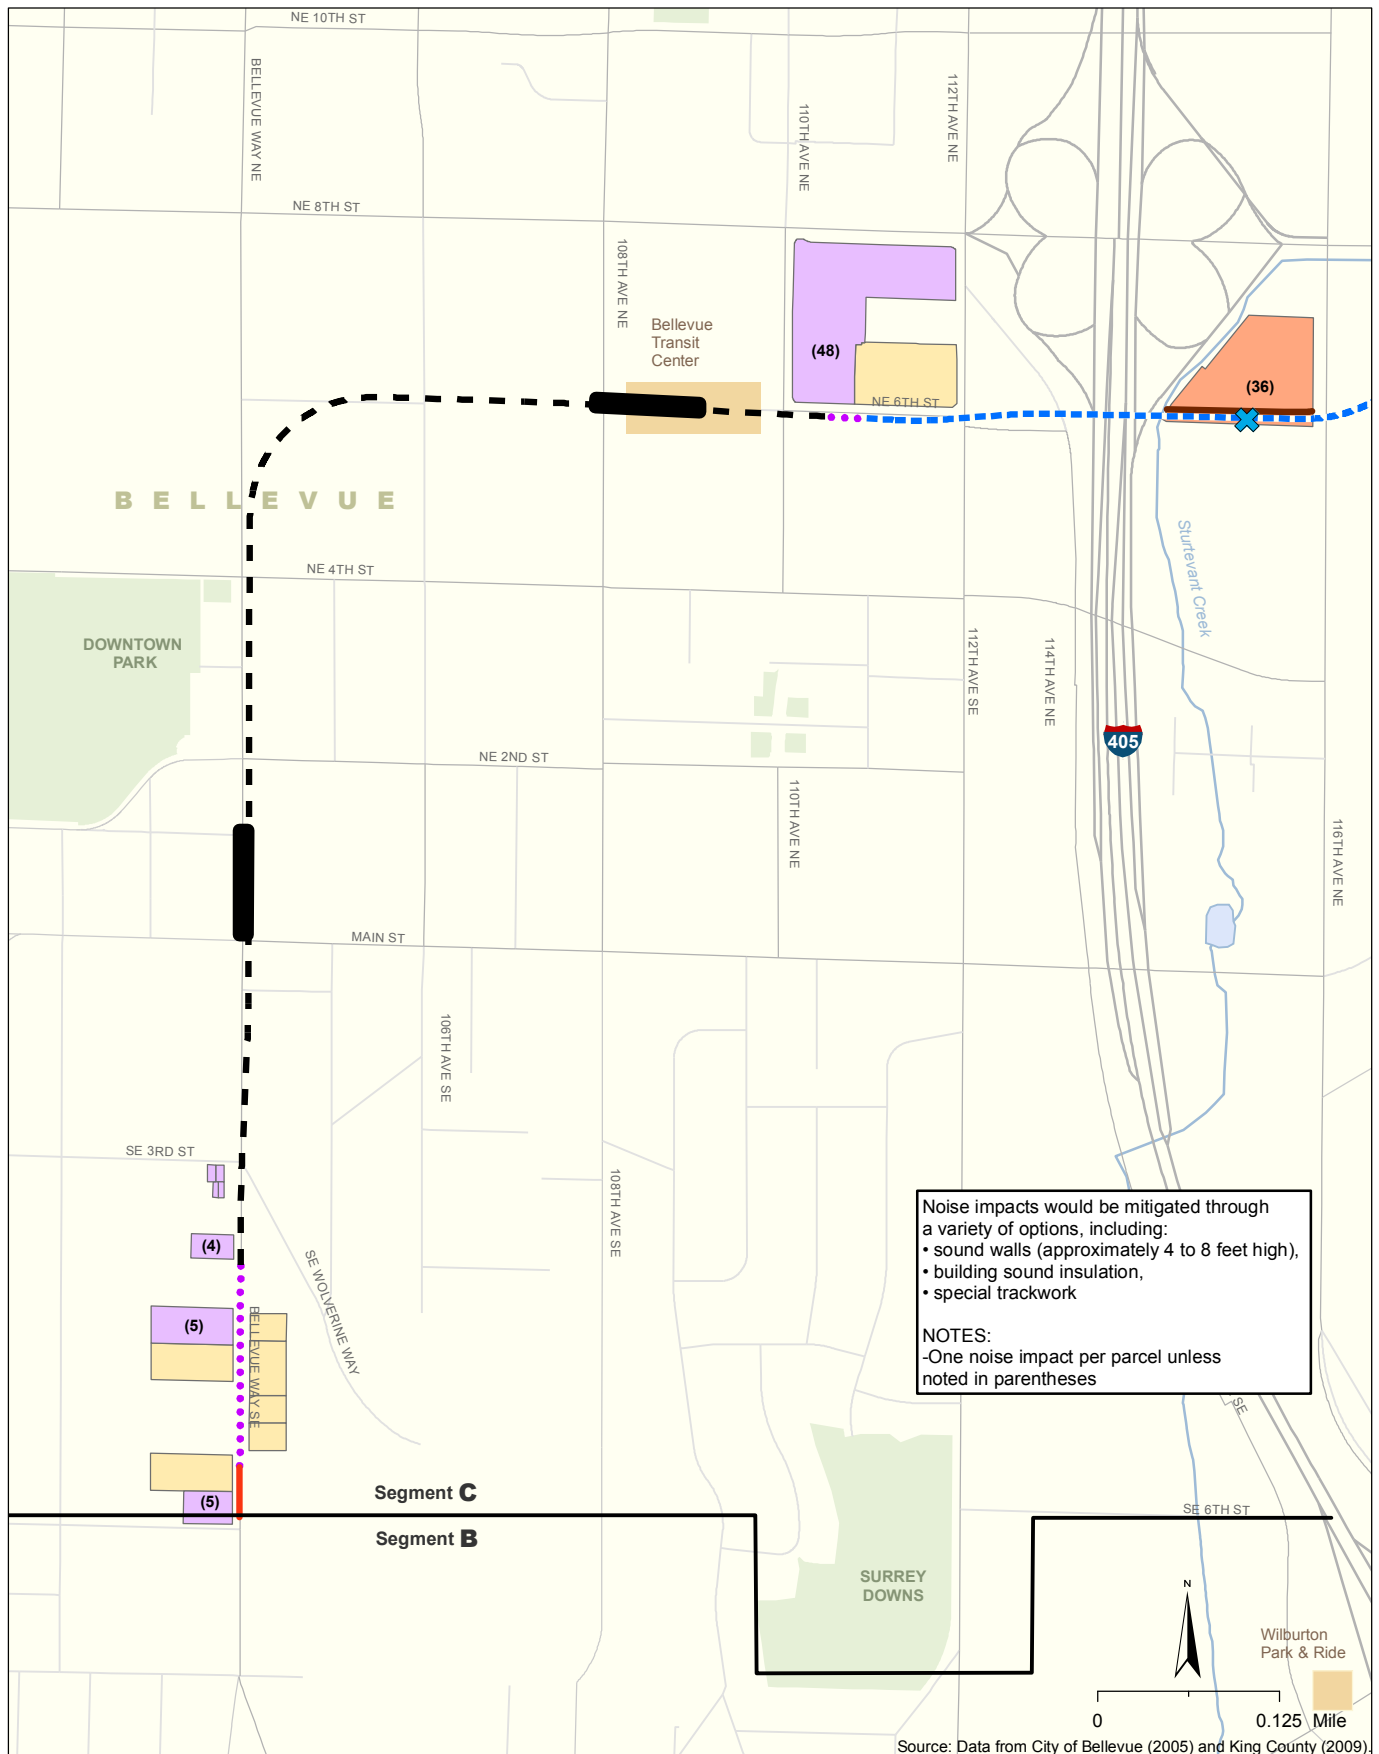 NE 10TH ST
BELLEVUE WAY NE
110TH AVE NE
112TH AVE NE
NE 8TH ST
108TH AVE NE
Bellevue
Transit
Center
(48)
(36)
NE 6TH ST
BELLEVUE
Sturtevant Creek
NE 4TH ST
DOWNTOWN
PARK
112TH AVE SE
114TH AVE NE
405
NE 2ND ST
110TH AVE NE
116TH AVE NE
MAIN ST
106TH AVE SE
SE 3RD ST
108TH AVE SE
(4)
SE WOLVERINE WAY
(5)
BELLEVUE WAY SE
Noise impacts would be mitigated through
a variety of options, including:
• sound walls (approximately 4 to 8 feet high),
• building sound insulation,
• special trackwork
NOTES:
-One noise impact per parcel unless
noted in parentheses
SE
(5)
Segment C
Segment B
SE 6TH ST
SURREY
DOWNS
N
Wilburton
Park & Ride
0 0.125 Mile
Source: Data from City of Bellevue (2005) and King County (2009).